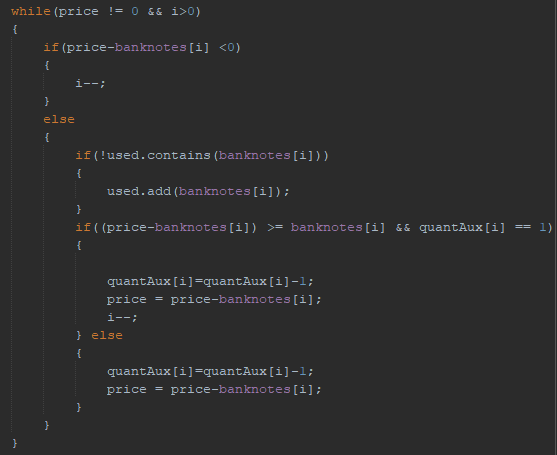 while(price != 0 && i>0)
{
if(price-banknotes[i] <0)
{
i--;
}
else
{
if(!used.contains(banknotes[i]))
{
used.add(banknotes[i]);
}
if((price-banknotes[i]) >= banknotes[i] && quantAux[i] == 1)
{
quantAux[i]=quantAux[i]-1;
price = price-banknotes[i];
i--;
} else
{
quantAux[i]=quantAux[i]-1;
price = price-banknotes[i];
}
}
}